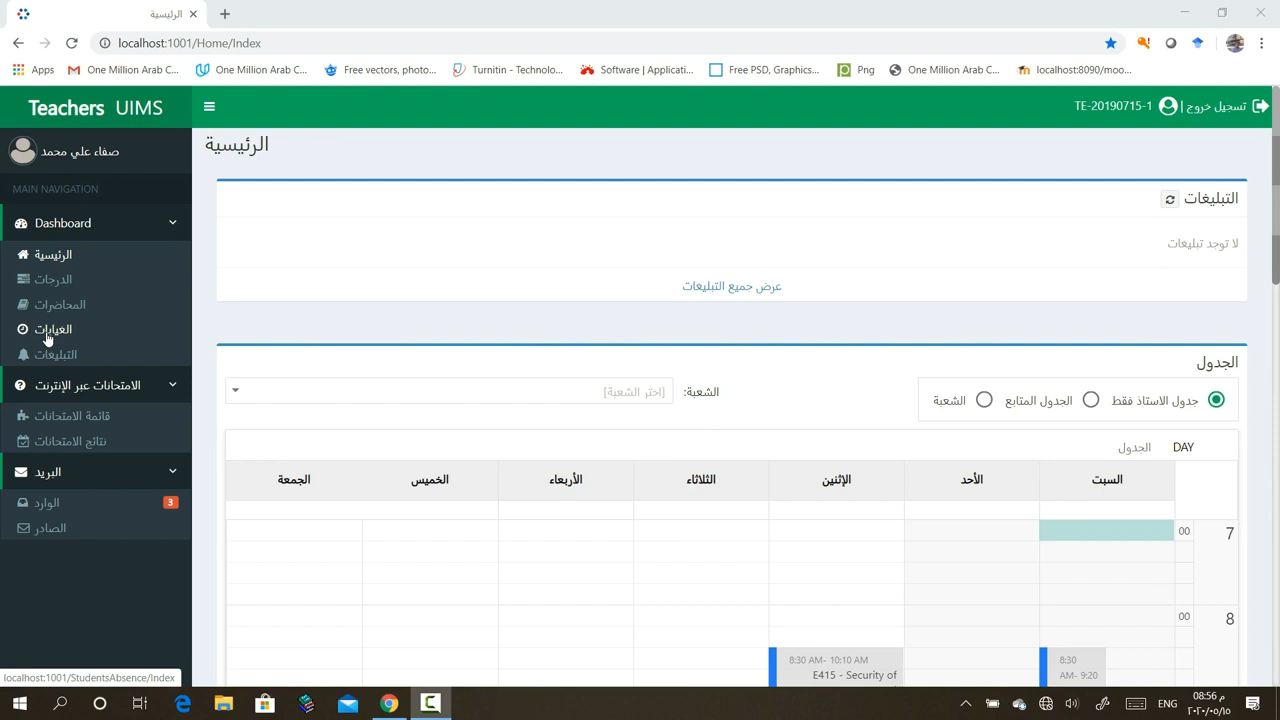 الرئيسية
localhost:1001/Home/Index
Apps
One Million Arab C...
One Million Arab C...
Free vectors, photo...
Turnitin - Technolo...
Software | Applicati...
Free PSD, Graphics...
Png
One Million Arab C...
localhost:8090/moo...
Teachers UIMS
TE-20190715-1
تسجيل خروج |
صفاء علي محمد
MAIN NAVIGATION
Dashboard
الرئيسية
الدرجات
المحاضرات
الغيابات
التبليغات
الامتحانات عبر الإنترنت
قائمة الامتحانات
نتائج الامتحانات
البريد
الوارد
3
الصادر
الرئيسية
التبليغات
لا توجد تبليغات
عرض جميع التبليغات
الجدول
جدول الاستاذ فقط
الجدول المتابع
الشعبة
الشعبة:
[اختر الشعبة]
DAY
الجدول
السبت
الأحد
الإثنين
الثلاثاء
الأربعاء
الخميس
الجمعة
7
00
8
00
8:30 AM- 10:10 AM
E415 - Security of
8:30
AM- 9:20
localhost:1001/StudentsAbsence/Index
ENG
08:56 م
٢٠٢٠/٠٥/١٥